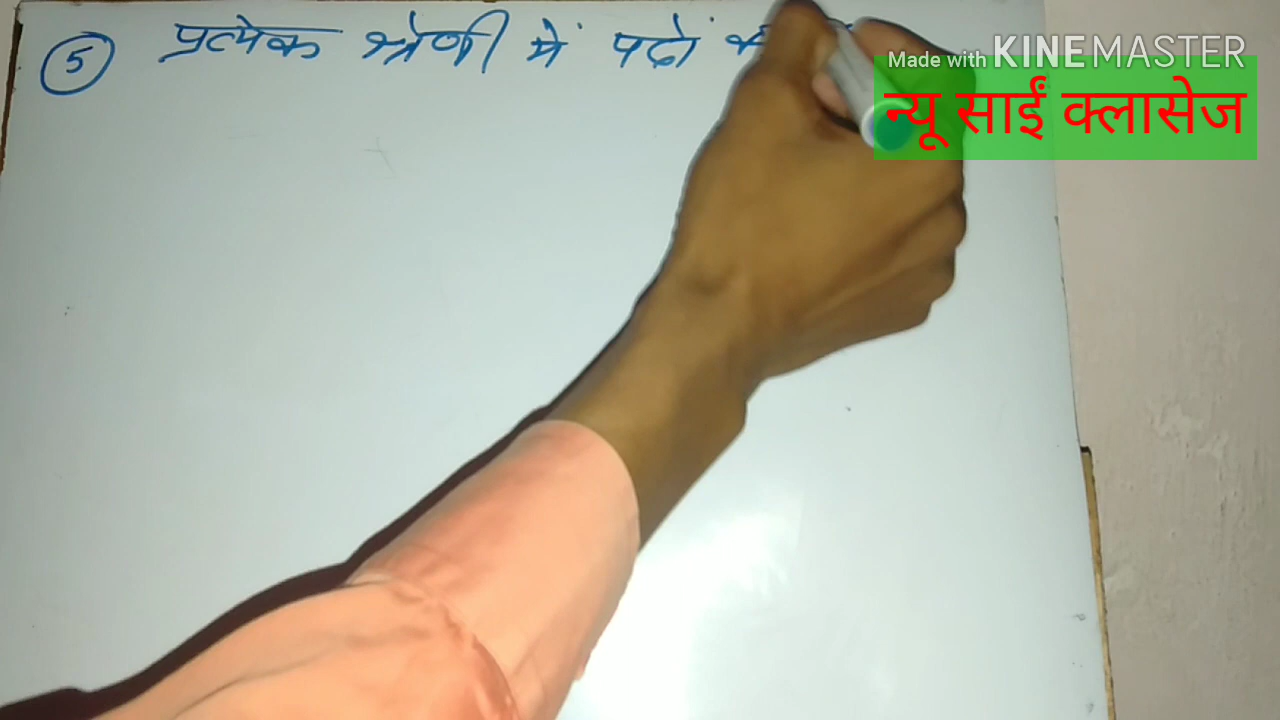 ⑤ प्रत्येक श्रेणी में पदों
Made with KINEMASTER
न्यू साईं क्लासेज